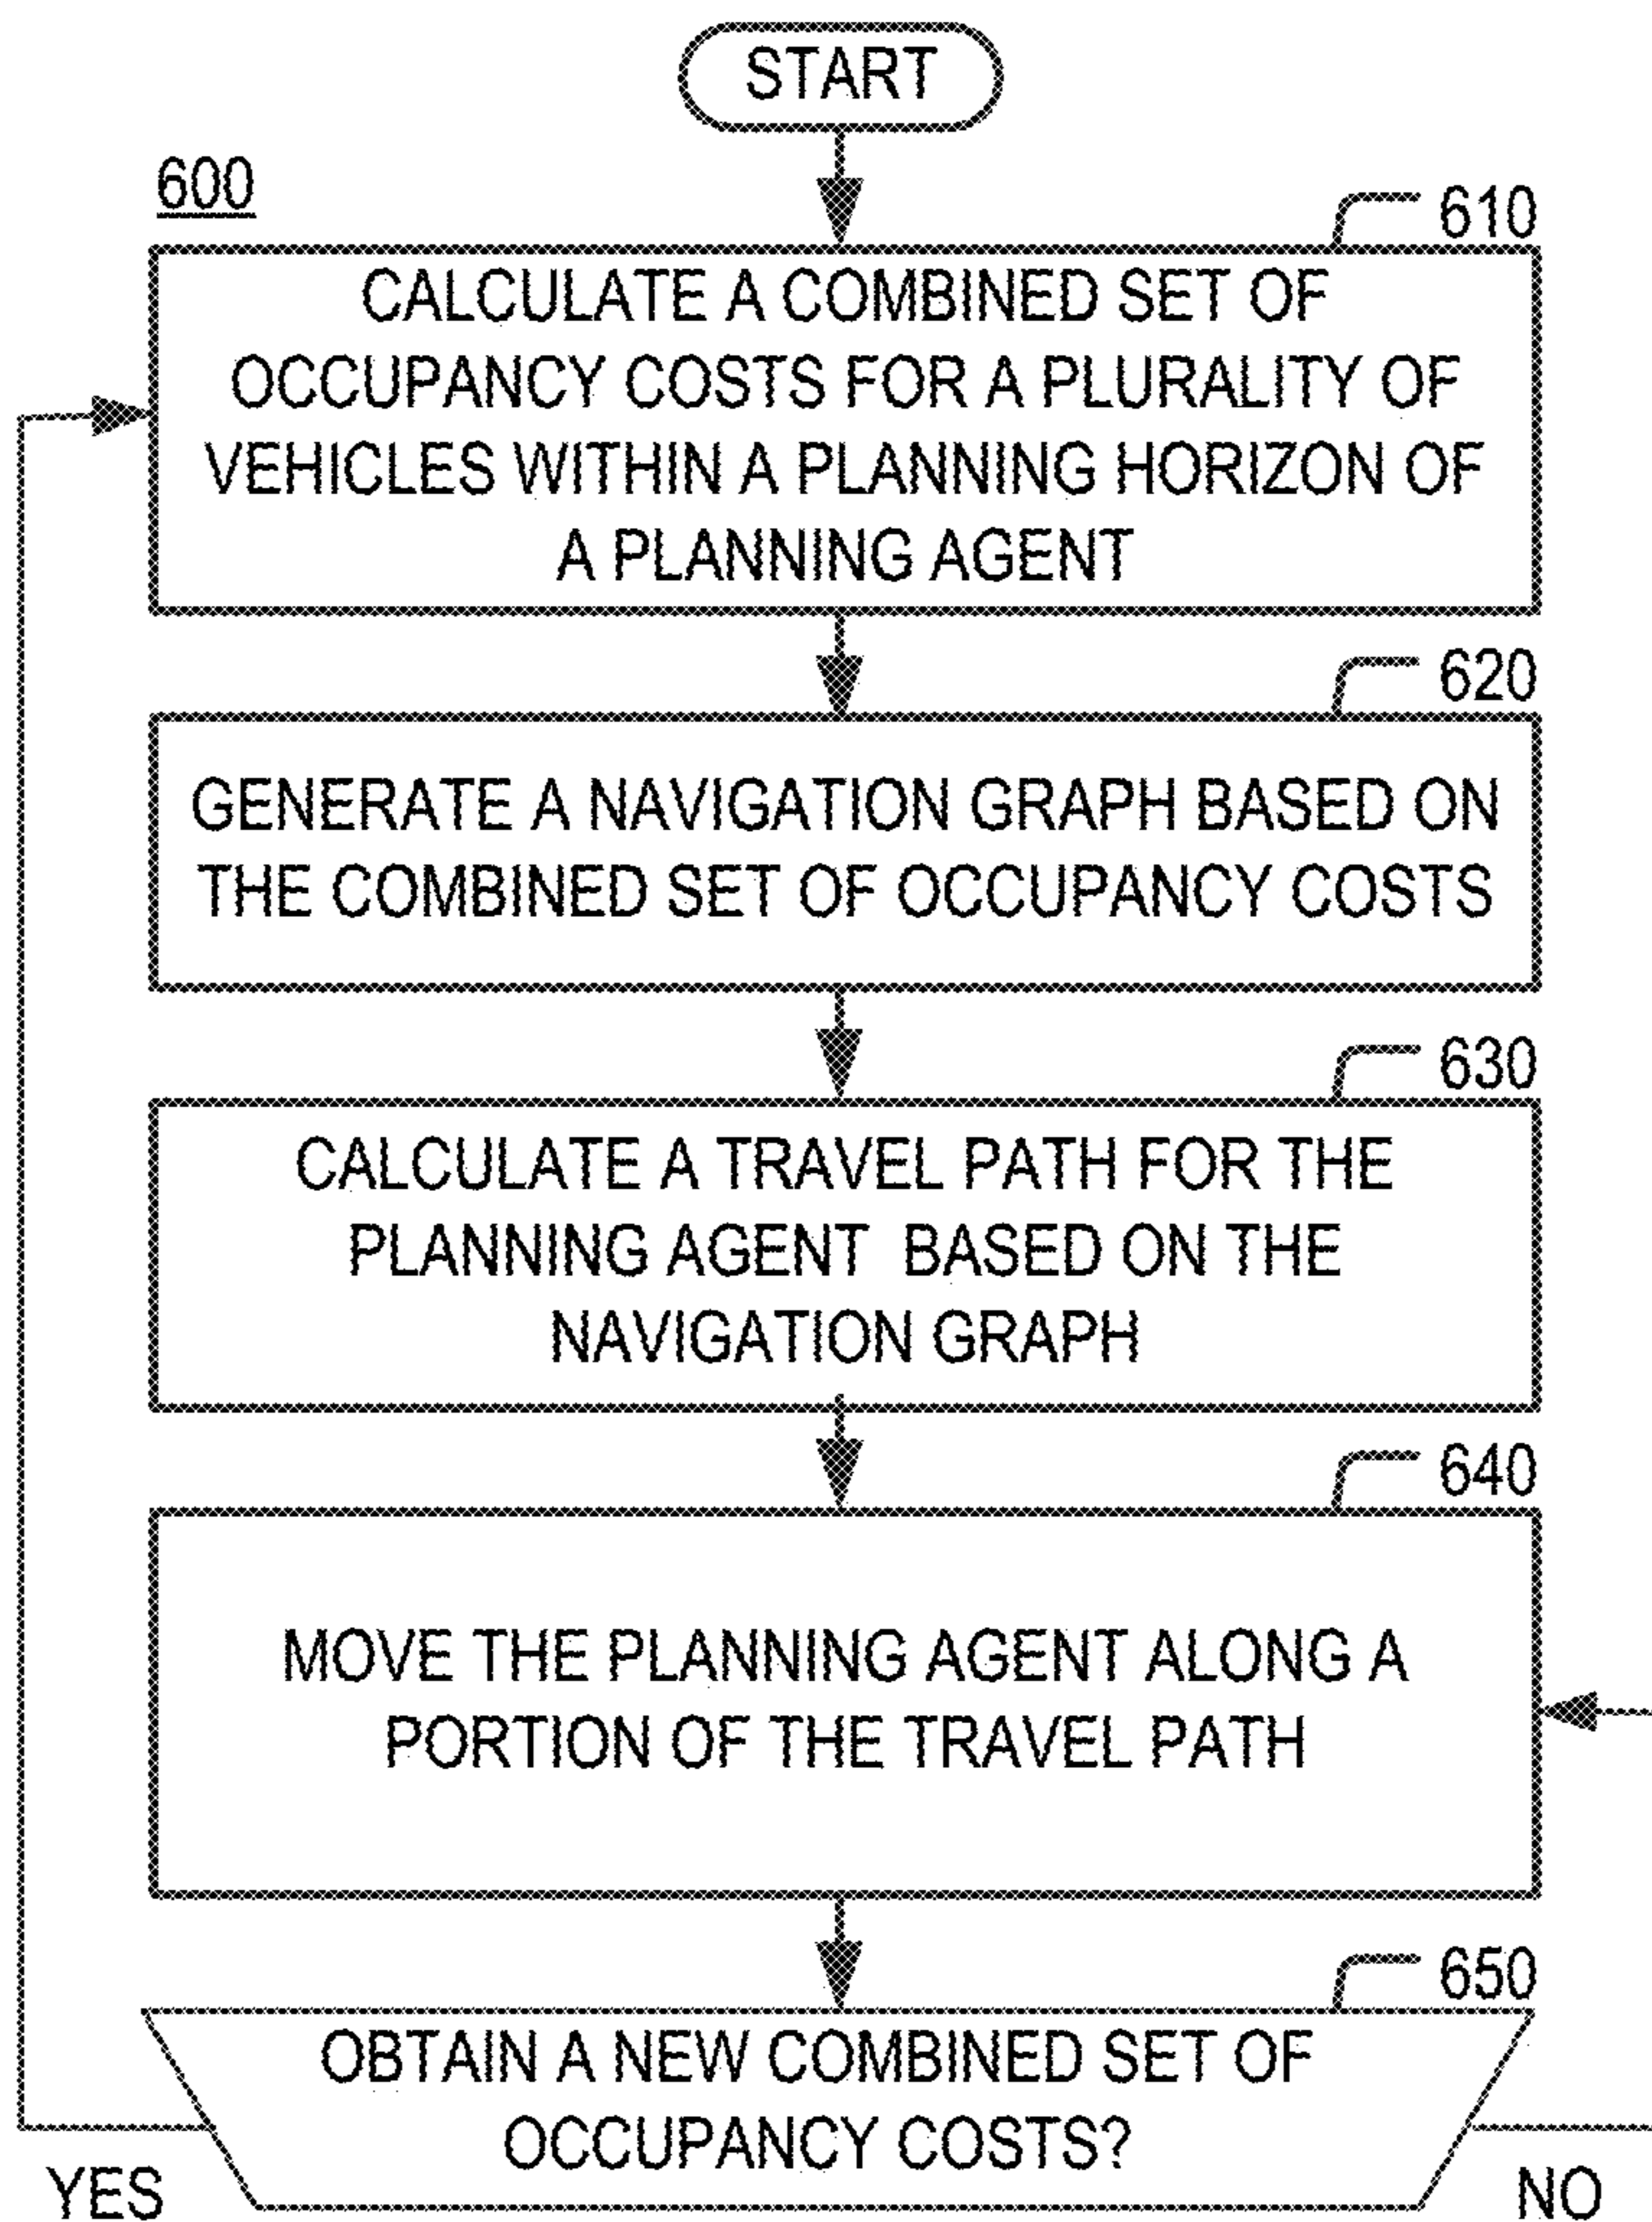 START
600
610
CALCULATE A COMBINED SET OF
OCCUPANCY COSTS FOR A PLURALITY OF
VEHICLES WITHIN A PLANNING HORIZON OF
A PLANNING AGENT
620
GENERATE A NAVIGATION GRAPH BASED ON
THE COMBINED SET OF OCCUPANCY COSTS
630
CALCULATE A TRAVEL PATH FOR THE
PLANNING AGENT BASED ON THE
NAVIGATION GRAPH
640
MOVE THE PLANNING AGENT ALONG A
PORTION OF THE TRAVEL PATH
650
OBTAIN A NEW COMBINED SET OF
OCCUPANCY COSTS?
YES
NO